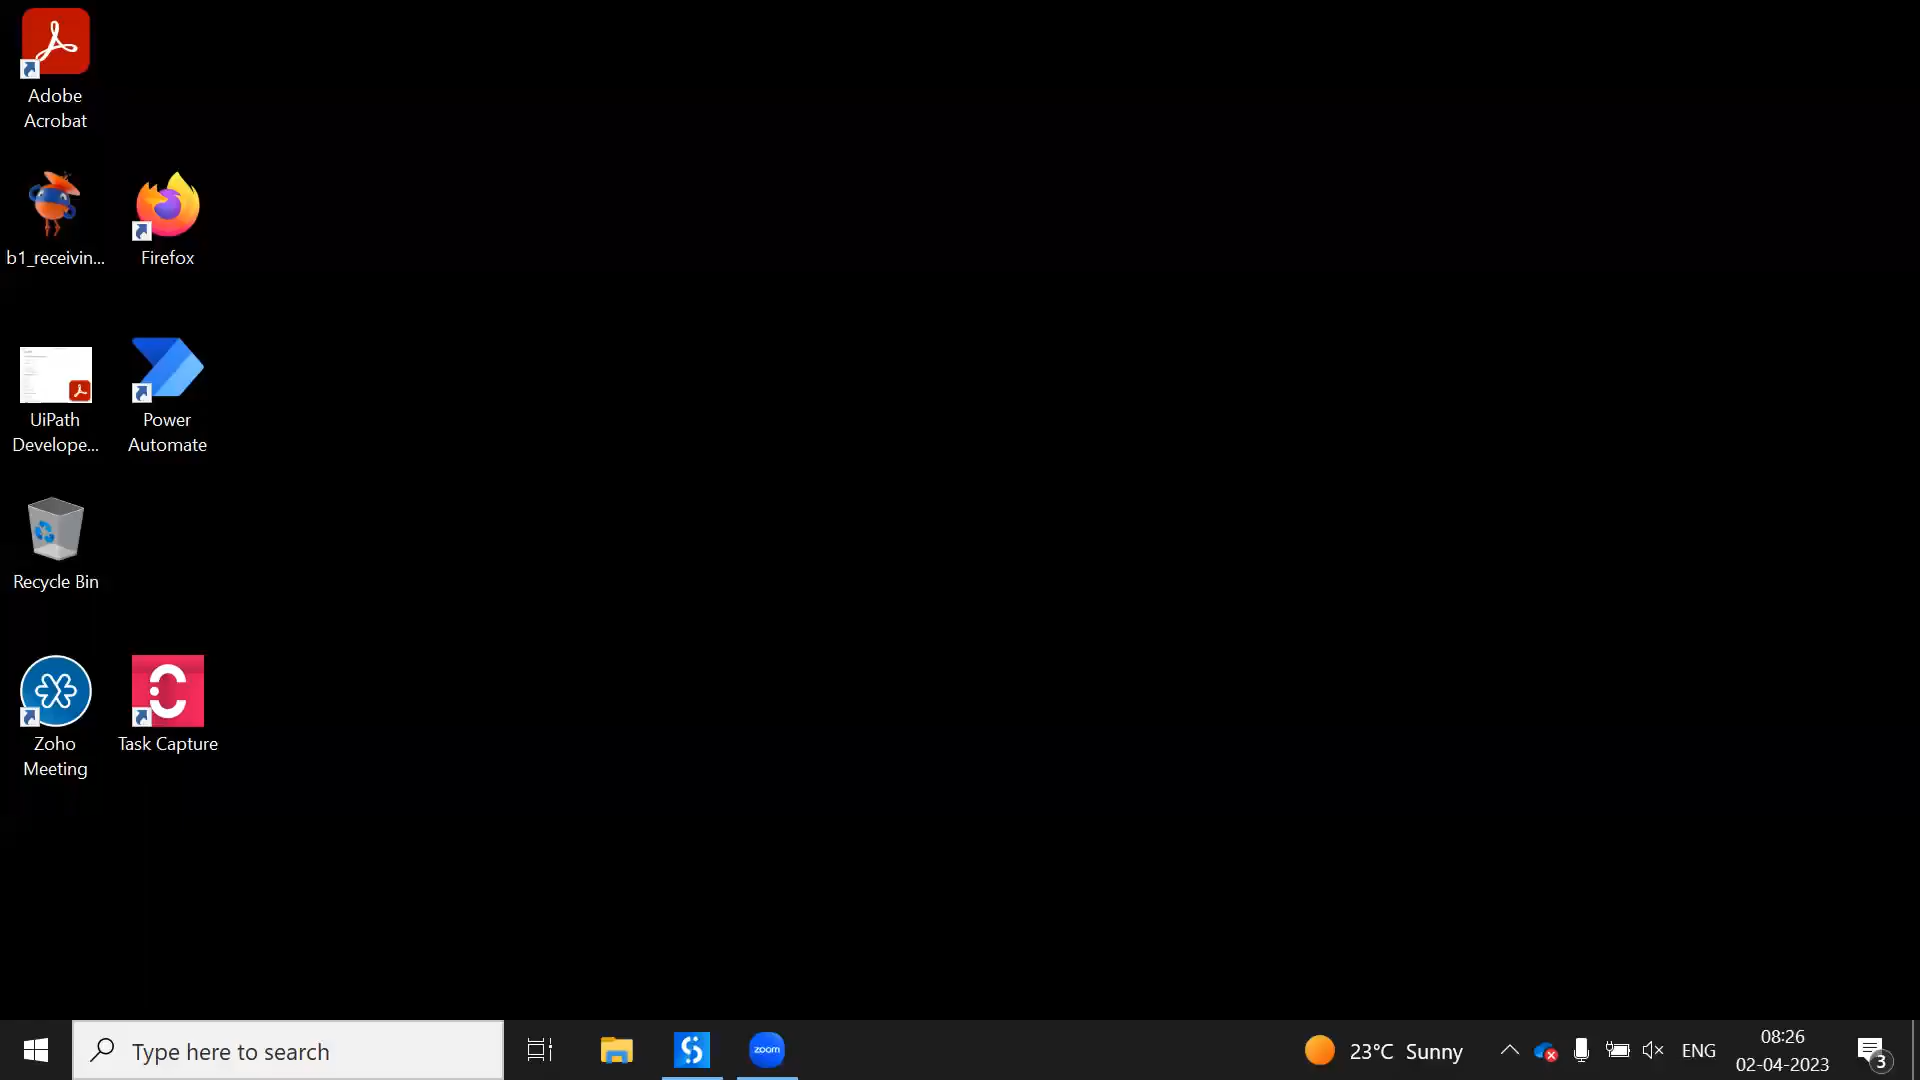 Adobe
Acrobat
b1_receivin...
Firefox
UiPath
Develope...
Power
Automate
Recycle Bin
Zoho
Meeting
Task Capture
Type here to search
zoom
23°C Sunny
ENG
08:26
02-04-2023
3